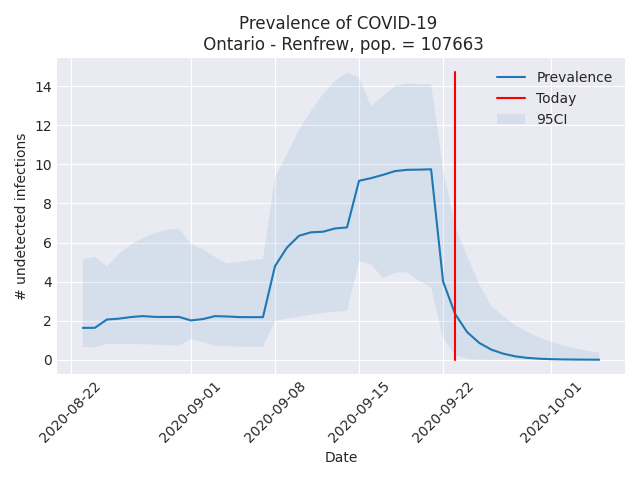 Prevalence of COVID-19
Ontario - Renfrew, pop. = 107663
Prevalence
Today
95CI
14
12
10
8
6
4
2
0
# undetected infections
2020-08-22
2020-09-01
2020-09-08
2020-09-15
2020-09-22
2020-10-01
Date